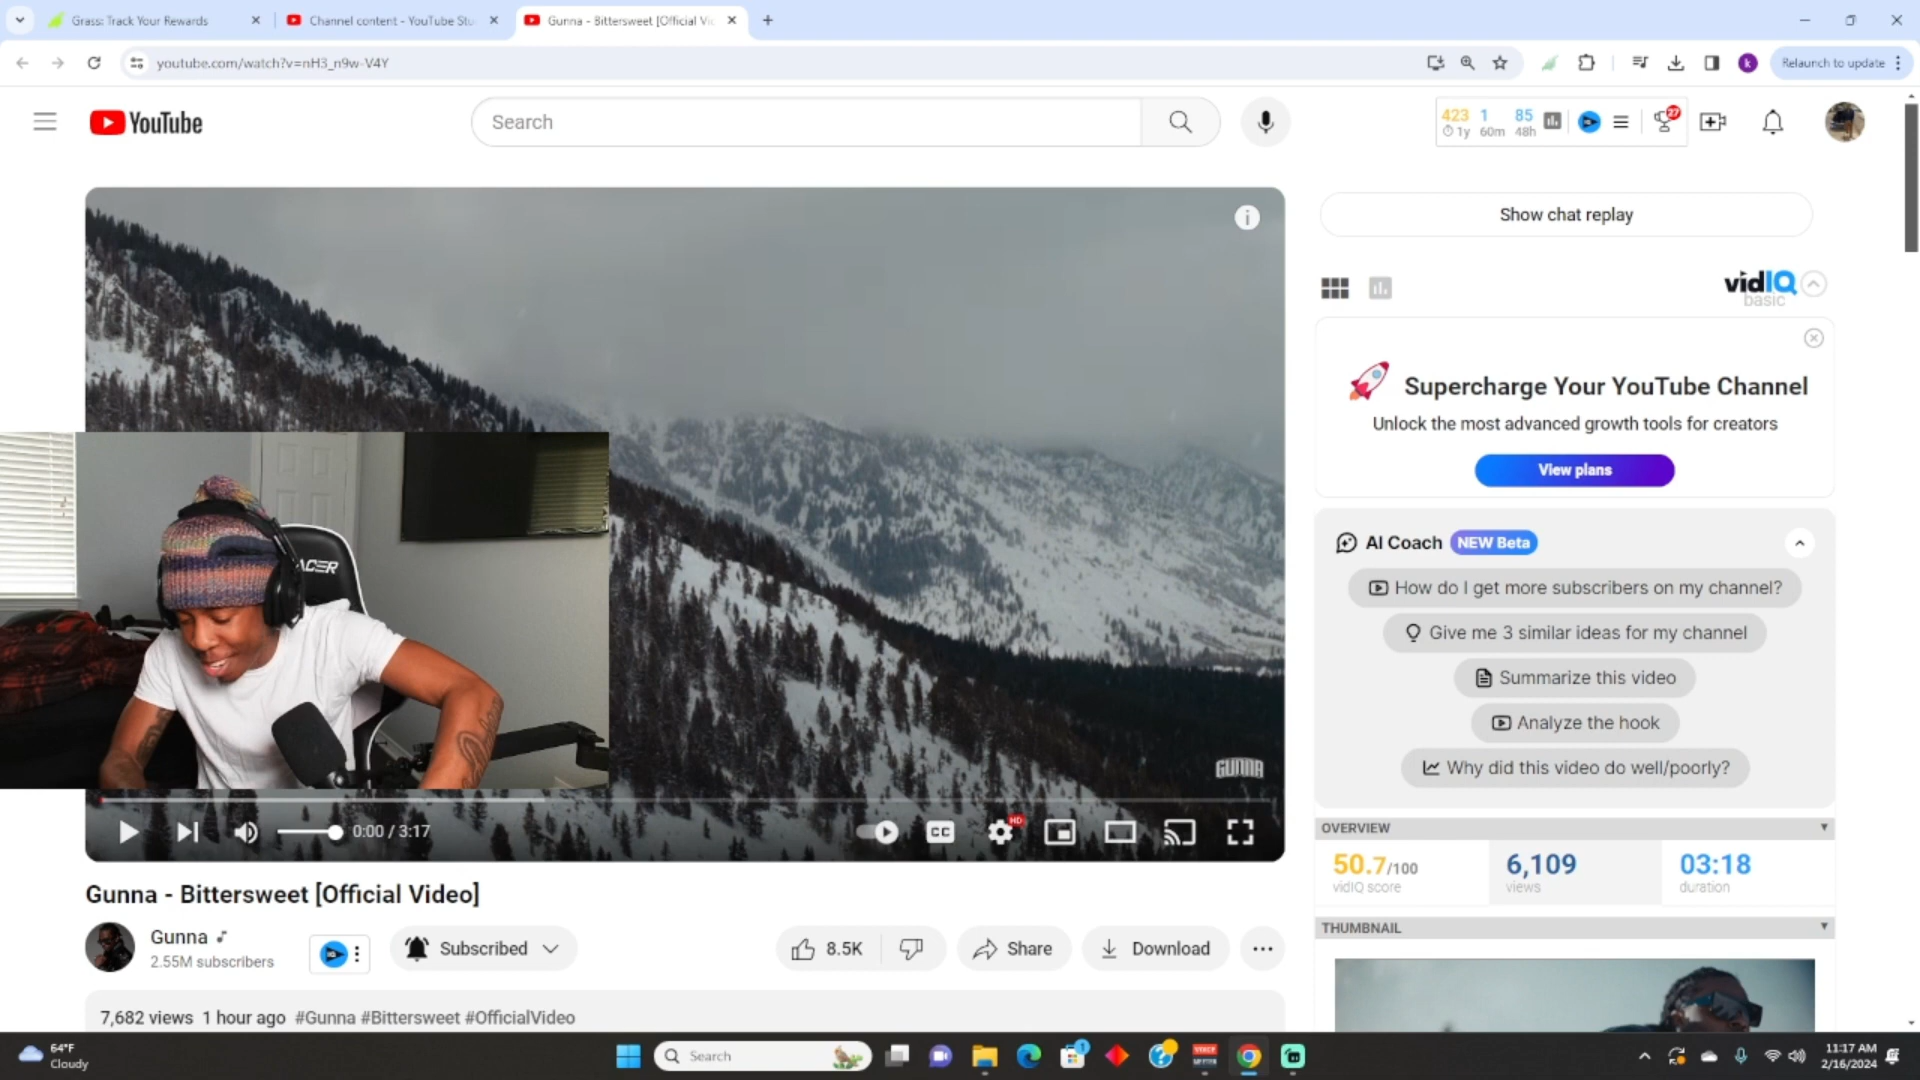 Grass: Track Your Rewards
Channel content - YouTube Stu
Gunna - Bittersweet [Official Vi
youtube.com/watch?v=nH3_n9w-V4Y
k
Relaunch to update
YouTube
Search
423 1 85
1y 60m 48h
27
Show chat replay
vidIQ
basic
Supercharge Your YouTube Channel
Unlock the most advanced growth tools for creators
View plans
AI Coach NEW Beta
How do I get more subscribers on my channel?
Give me 3 similar ideas for my channel
Summarize this video
Analyze the hook
Why did this video do well/poorly?
ACER
GUNNA
0:00 / 3:17
CC
HD
OVERVIEW
50.7/100
vidIQ score
6,109
views
03:18
duration
THUMBNAIL
Gunna - Bittersweet [Official Video]
Gunna
2.55M subscribers
Subscribed
8.5K
Share
Download
7,682 views 1 hour ago #Gunna #Bittersweet #OfficialVideo
64°F
Cloudy
Search
1
11:17 AM
2/16/2024